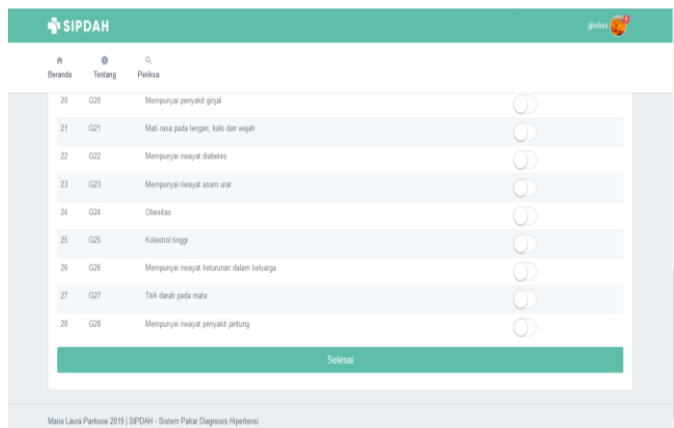 SIPDAH
gladies
Beranda Tentang Periksa
20 G20 Mempunyai penyakit ginjal
21 G21 Mati rasa pada lengan, kaki dan wajah
22 G22 Mempunyai riwayat diabetes
23 G23 Mempunyai riwayat asam urat
24 G24 Obesitas
25 G25 Kolestrol tinggi
26 G26 Mempunyai riwayat keturunan dalam keluarga
27 G27 Titik darah pada mata
28 G28 Mempunyai riwayat penyakit jantung
Selesai
Maria Laura Pantouw 2019 | SIPDAH - Sistem Pakar Diagnosis Hipertensi